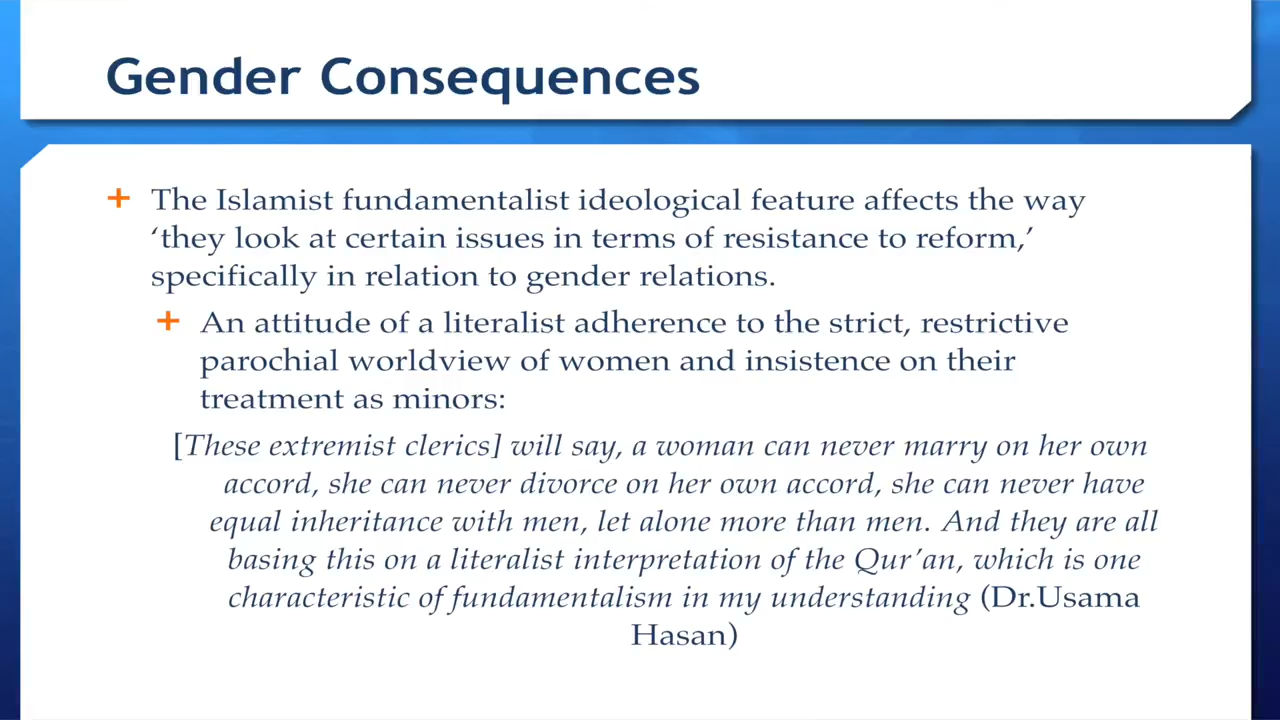 Gender Consequences
+ The Islamist fundamentalist ideological feature affects the way
‘they look at certain issues in terms of resistance to reform,’
specifically in relation to gender relations.
+ An attitude of a literalist adherence to the strict, restrictive
parochial worldview of women and insistence on their
treatment as minors:
[These extremist clerics] will say, a woman can never marry on her own
accord, she can never divorce on her own accord, she can never have
equal inheritance with men, let alone more than men. And they are all
basing this on a literalist interpretation of the Qur’an, which is one
characteristic of fundamentalism in my understanding (Dr.Usama
Hasan)